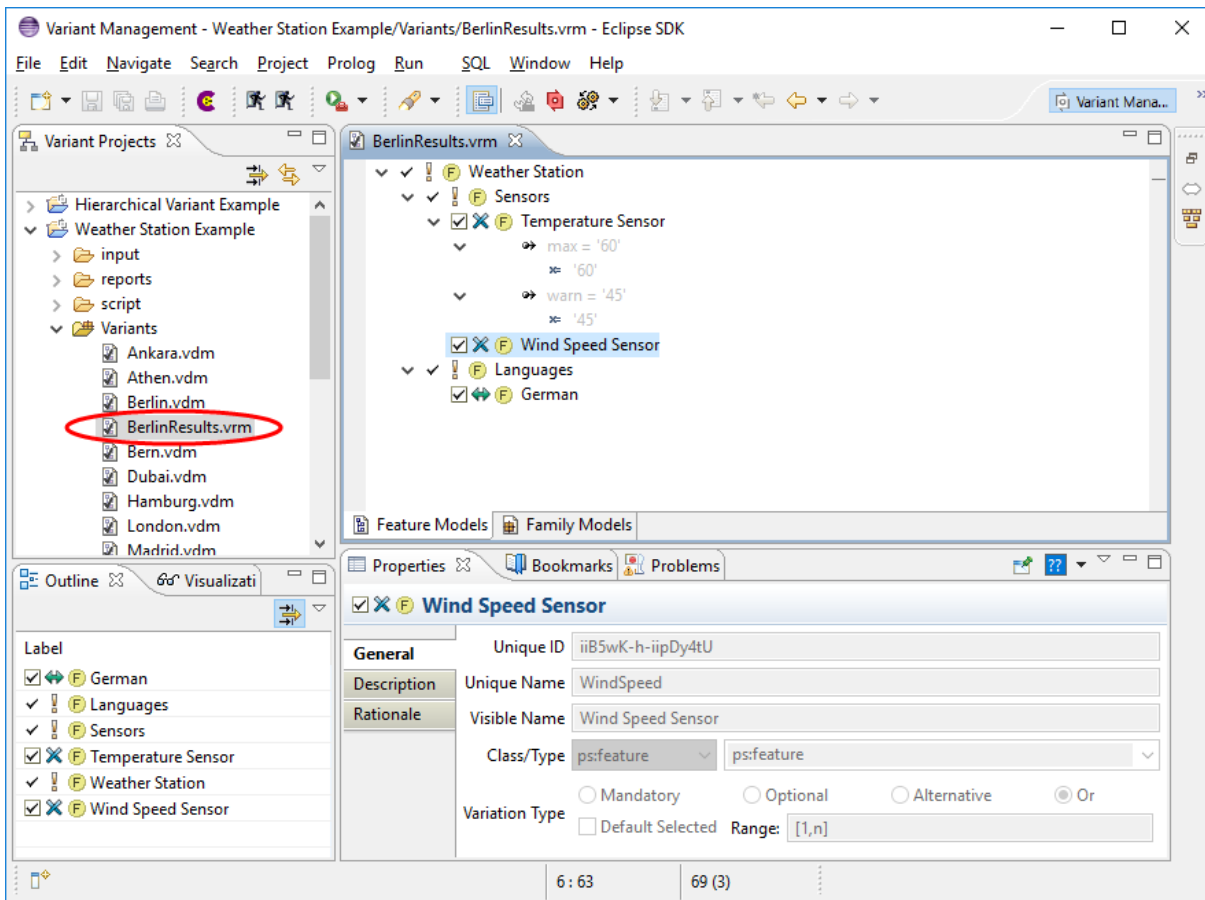 Variant Management - Weather Station Example/Variants/BerlinResults.vrm - Eclipse SDK
File Edit Navigate Search Project Prolog Run SQL Window Help
Variant Mana...
Variant Projects
Hierarchical Variant Example
Weather Station Example
input
reports
script
Variants
Ankara.vdm
Athen.vdm
Berlin.vdm
BerlinResults.vrm
Bern.vdm
Dubai.vdm
Hamburg.vdm
London.vdm
Madrid.vdm
BerlinResults.vrm
F Weather Station
F Sensors
F Temperature Sensor
max = '60'
'60'
warn = '45'
'45'
F Wind Speed Sensor
F Languages
F German
Feature Models Family Models
Outline Visualizati
Label
F German
F Languages
F Sensors
F Temperature Sensor
F Weather Station
F Wind Speed Sensor
Properties Bookmarks Problems ??
F Wind Speed Sensor
General
Description
Rationale
Unique ID iiB5wK-h-iipDy4tU
Unique Name WindSpeed
Visible Name Wind Speed Sensor
Class/Type ps:feature ps:feature
Variation Type Mandatory Optional Alternative Or
Default Selected Range: [1,n]
6 : 63 69 (3)